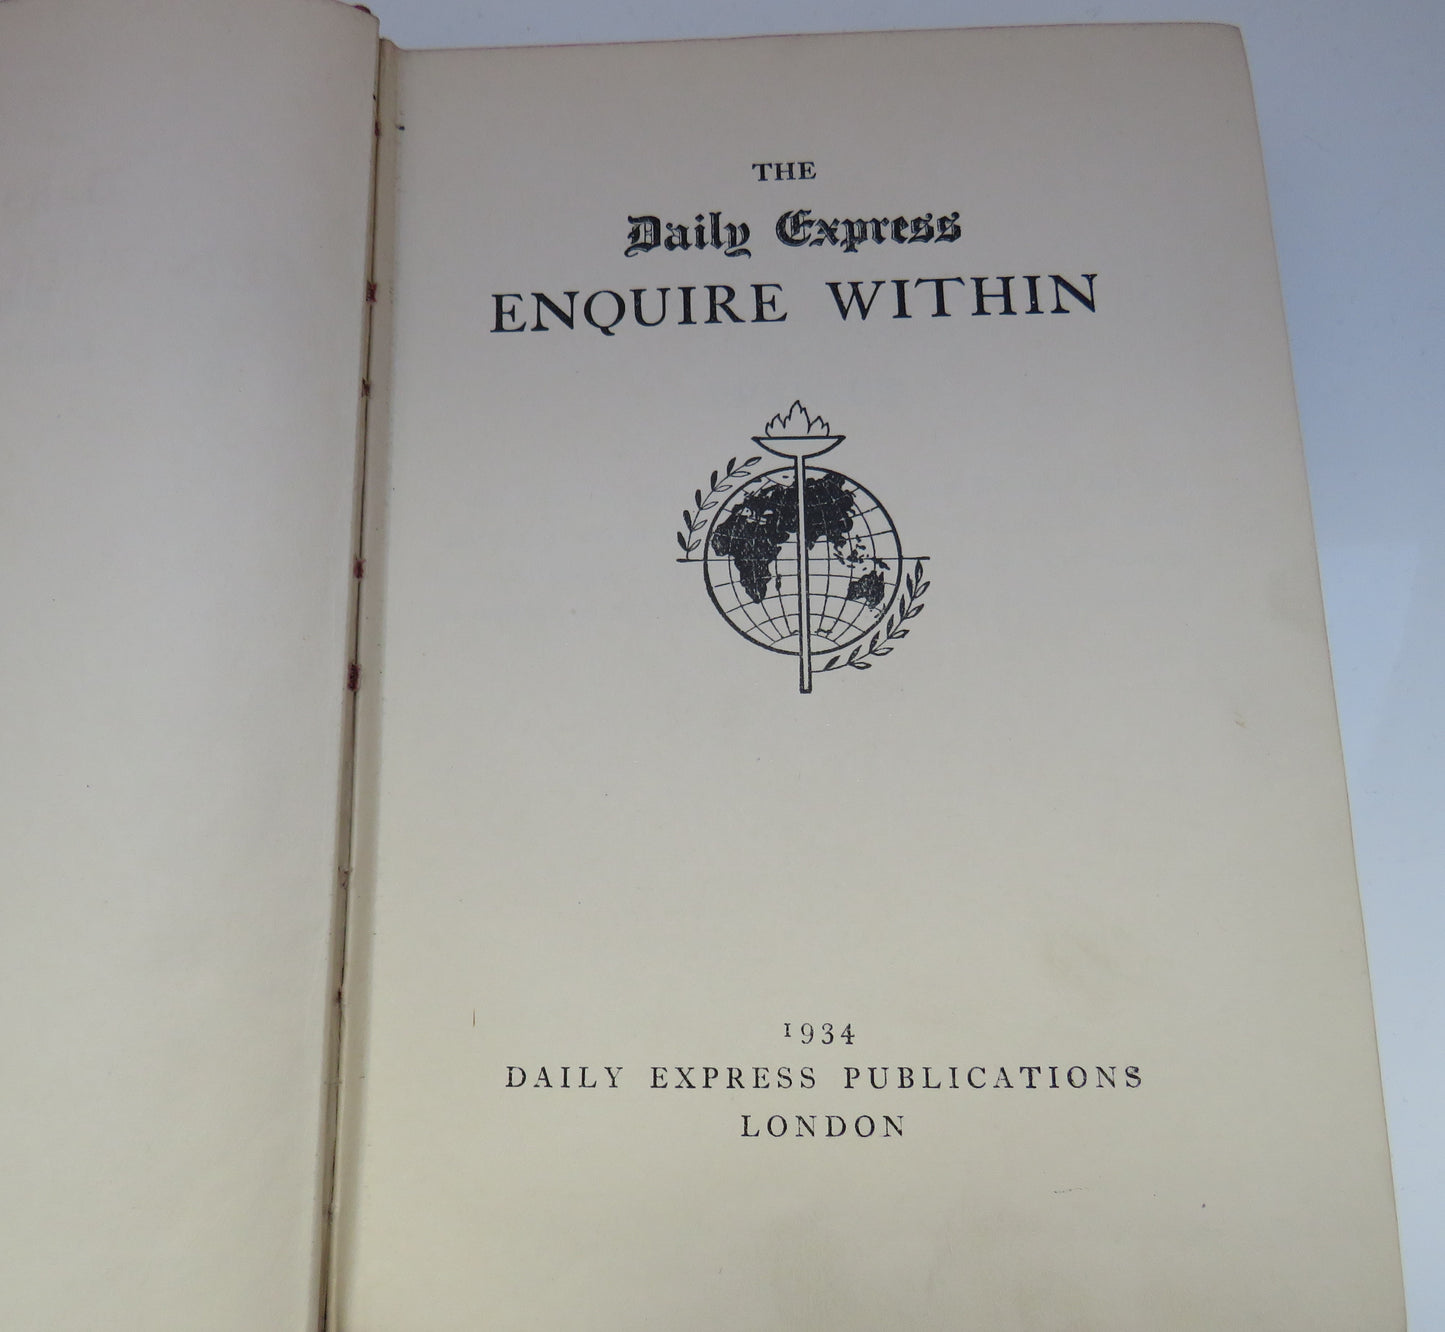 THE
Daily Express
ENQUIRE WITHIN
1934
DAILY EXPRESS PUBLICATIONS
LONDON